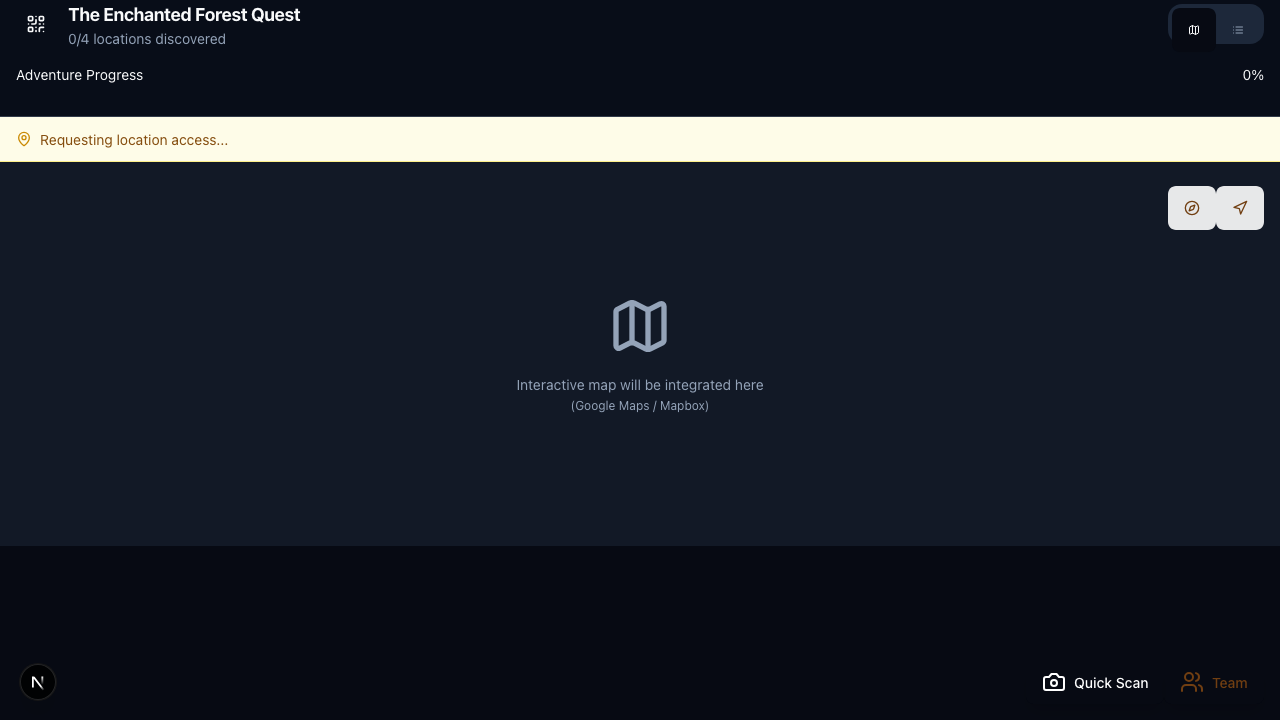 The Enchanted Forest Quest
0/4 locations discovered
Adventure Progress
0%
Requesting location access...
Interactive map will be integrated here
(Google Maps / Mapbox)
N
Quick Scan
Team